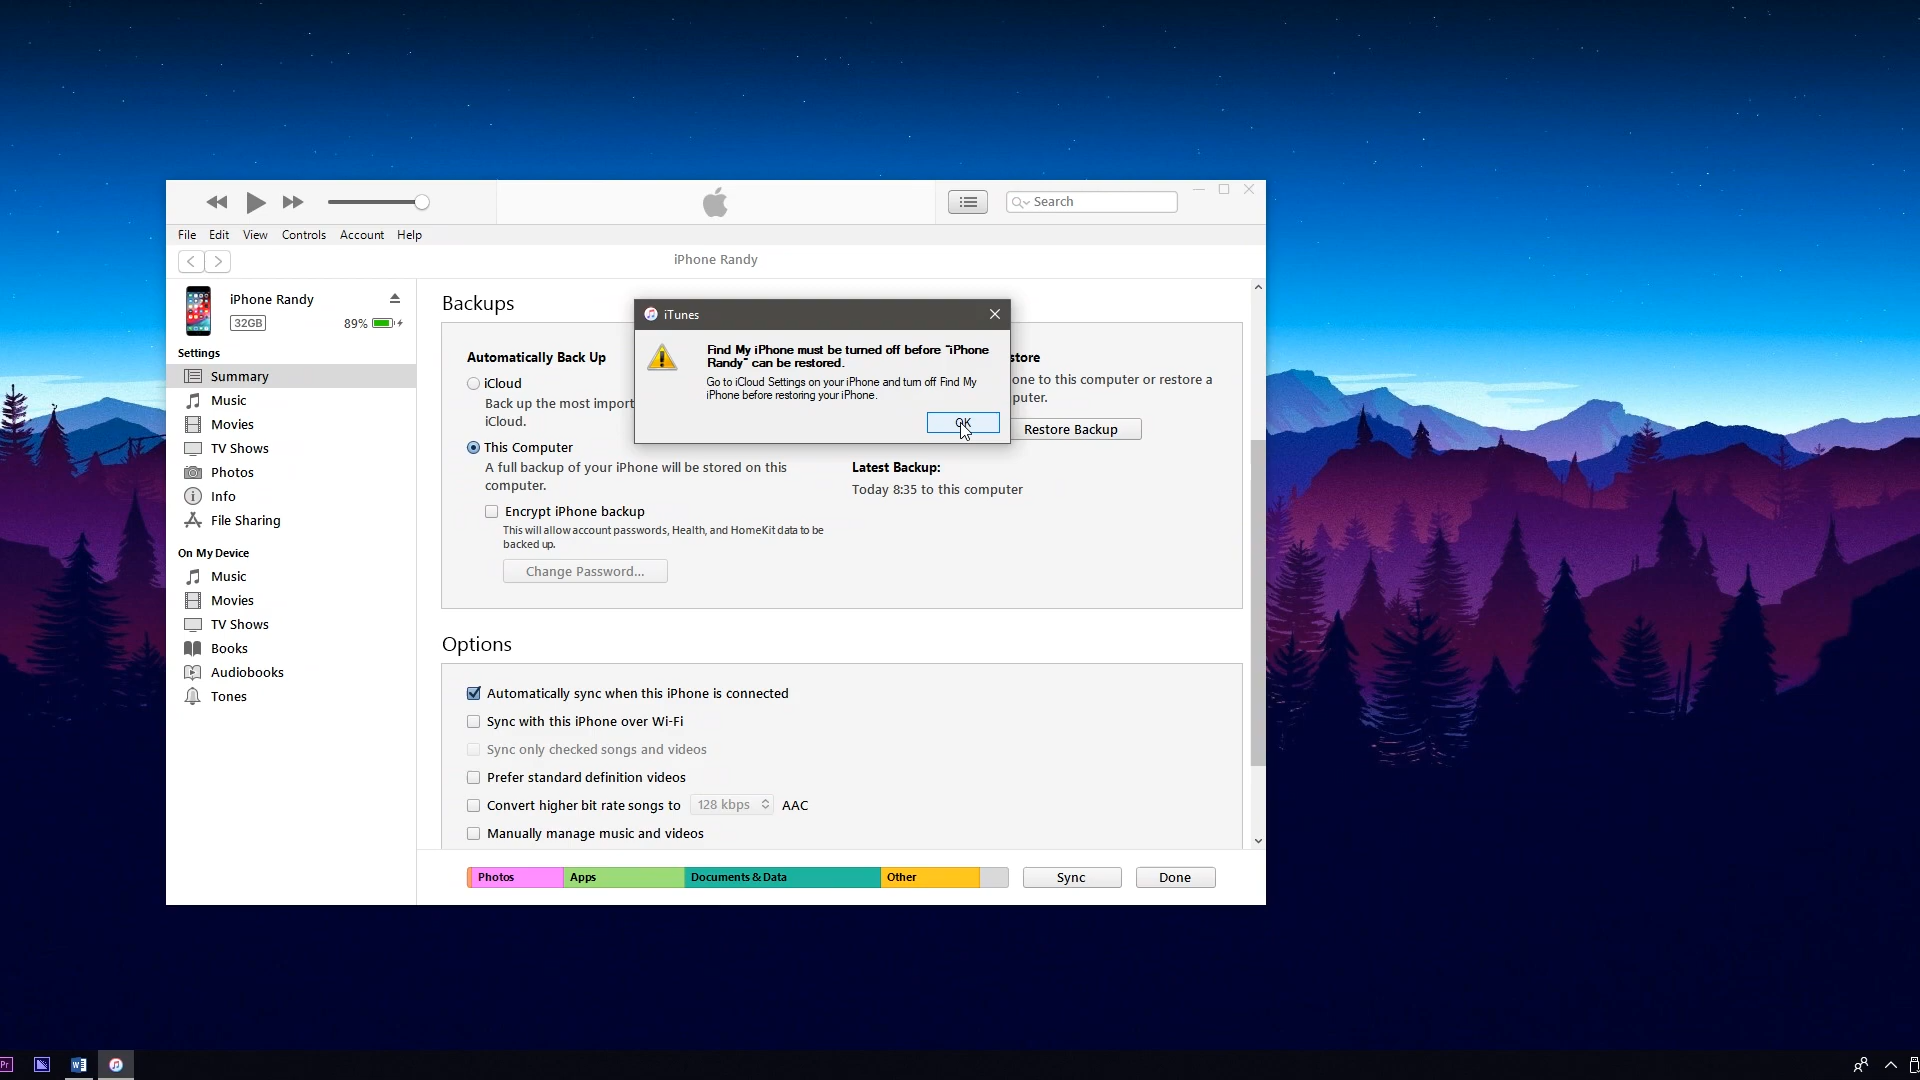 Search
File Edit View Controls Account Help
iPhone Randy
iPhone Randy
32GB
89%
Settings
Summary
Music
Movies
TV Shows
Photos
Info
File Sharing
On My Device
Music
Movies
TV Shows
Books
Audiobooks
Tones
Backups
Automatically Back Up
iCloud
Back up the most import
iCloud.
This Computer
A full backup of your iPhone will be stored on this
computer.
Encrypt iPhone backup
This will allow account passwords, Health, and HomeKit data to be
backed up.
Change Password...
store
one to this computer or restore a
puter.
Restore Backup
Latest Backup:
Today 8:35 to this computer
iTunes
Find My iPhone must be turned off before "iPhone
Randy" can be restored.
Go to iCloud Settings on your iPhone and turn off Find My
iPhone before restoring your iPhone.
OK
Options
Automatically sync when this iPhone is connected
Sync with this iPhone over Wi-Fi
Sync only checked songs and videos
Prefer standard definition videos
Convert higher bit rate songs to 128 kbps AAC
Manually manage music and videos
Photos Apps Documents & Data Other
Sync Done
Pr